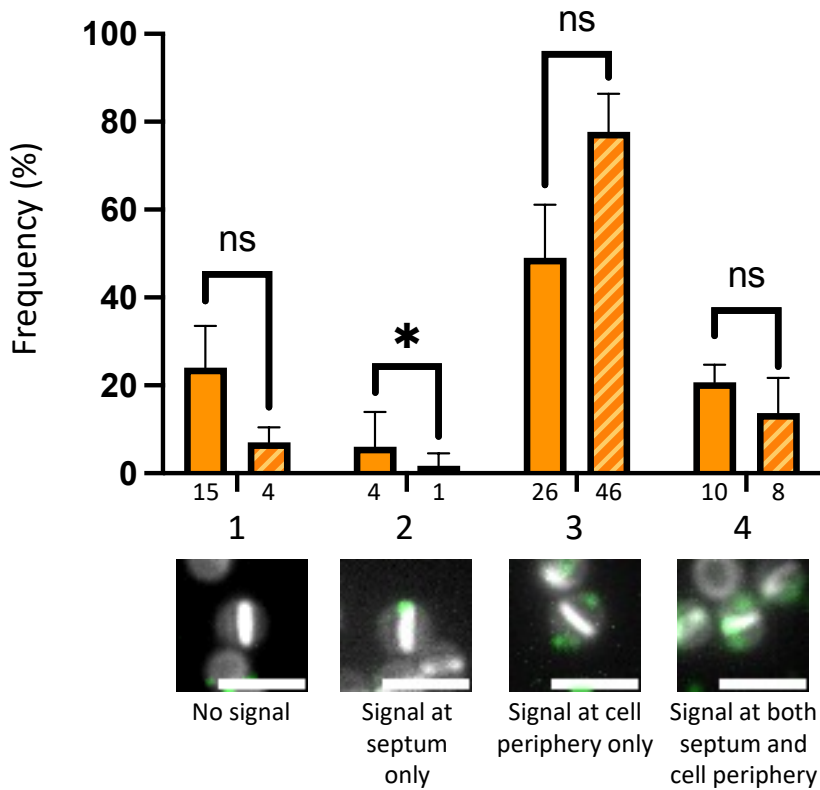 Frequency (%)
100
80
60
40
20
0
ns
*
ns
ns
15 4 4 1 26 46 10 8
1 2 3 4
No signal
Signal at
septum
only
Signal at cell
periphery only
Signal at both
septum and
cell periphery